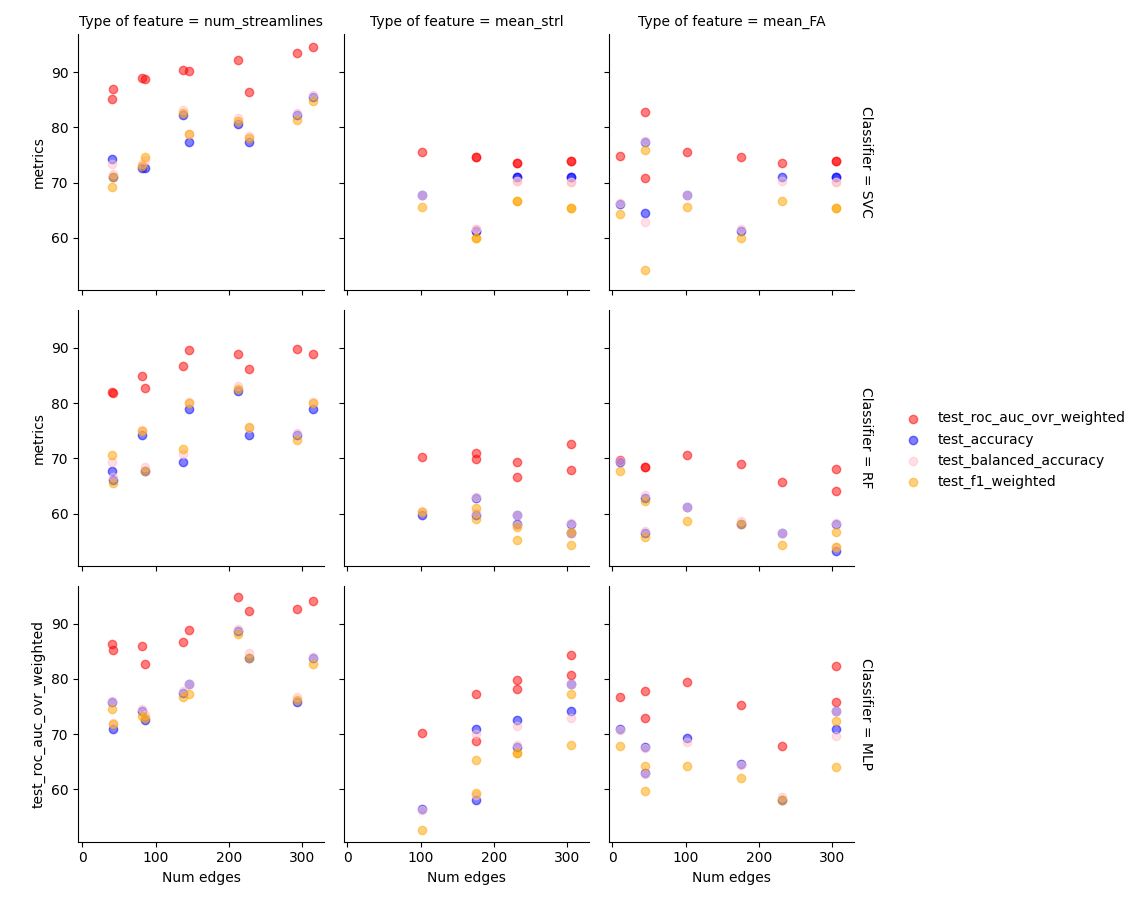 Type of feature = num_streamlines
Type of feature = mean_strl
Type of feature = mean_FA
90
80
70
60
metrics
Classifier = SVC
90
80
70
60
metrics
Classifier = RF
test_roc_auc_ovr_weighted
test_accuracy
test_balanced_accuracy
test_f1_weighted
90
80
70
60
test_roc_auc_ovr_weighted
Classifier = MLP
0 100 200 300
0 100 200 300
0 100 200 300
Num edges
Num edges
Num edges